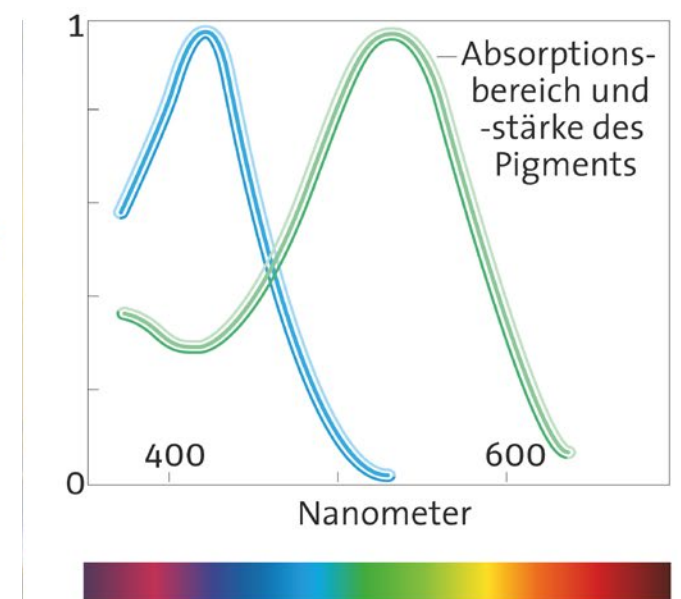 1
Absorptions-
bereich und
-stärke des
Pigments
400
600
0
Nanometer